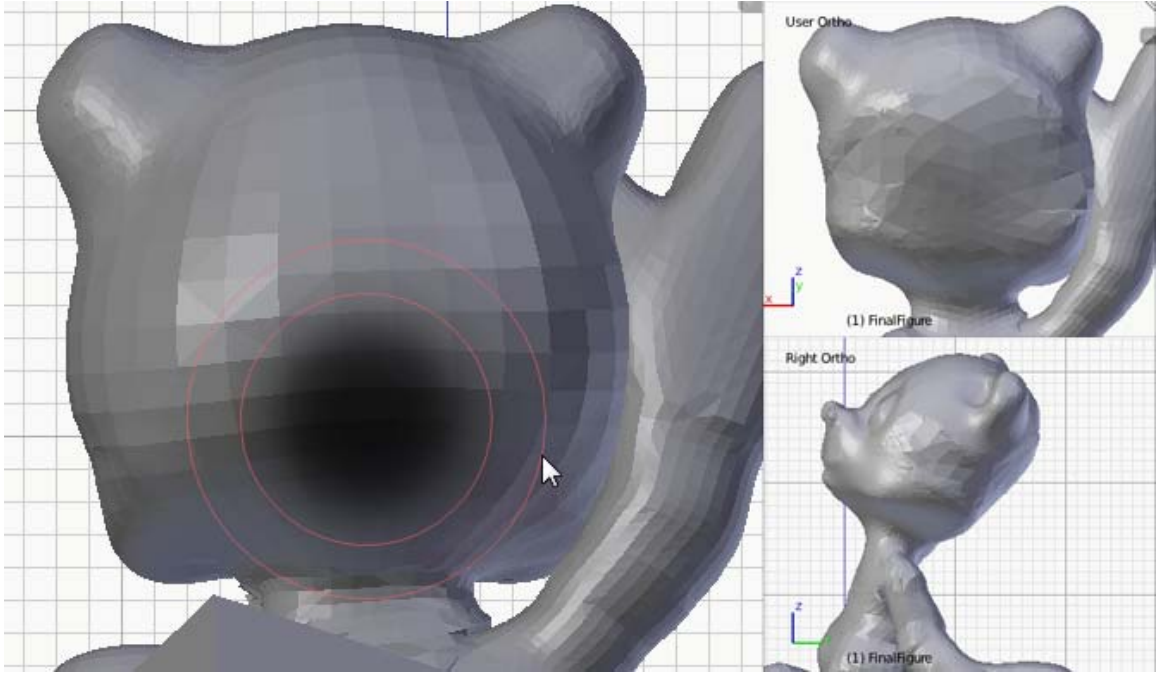 User Ortho
z
y
x
(1) FinalFigure
Right Ortho
z
(1) FinalFigure